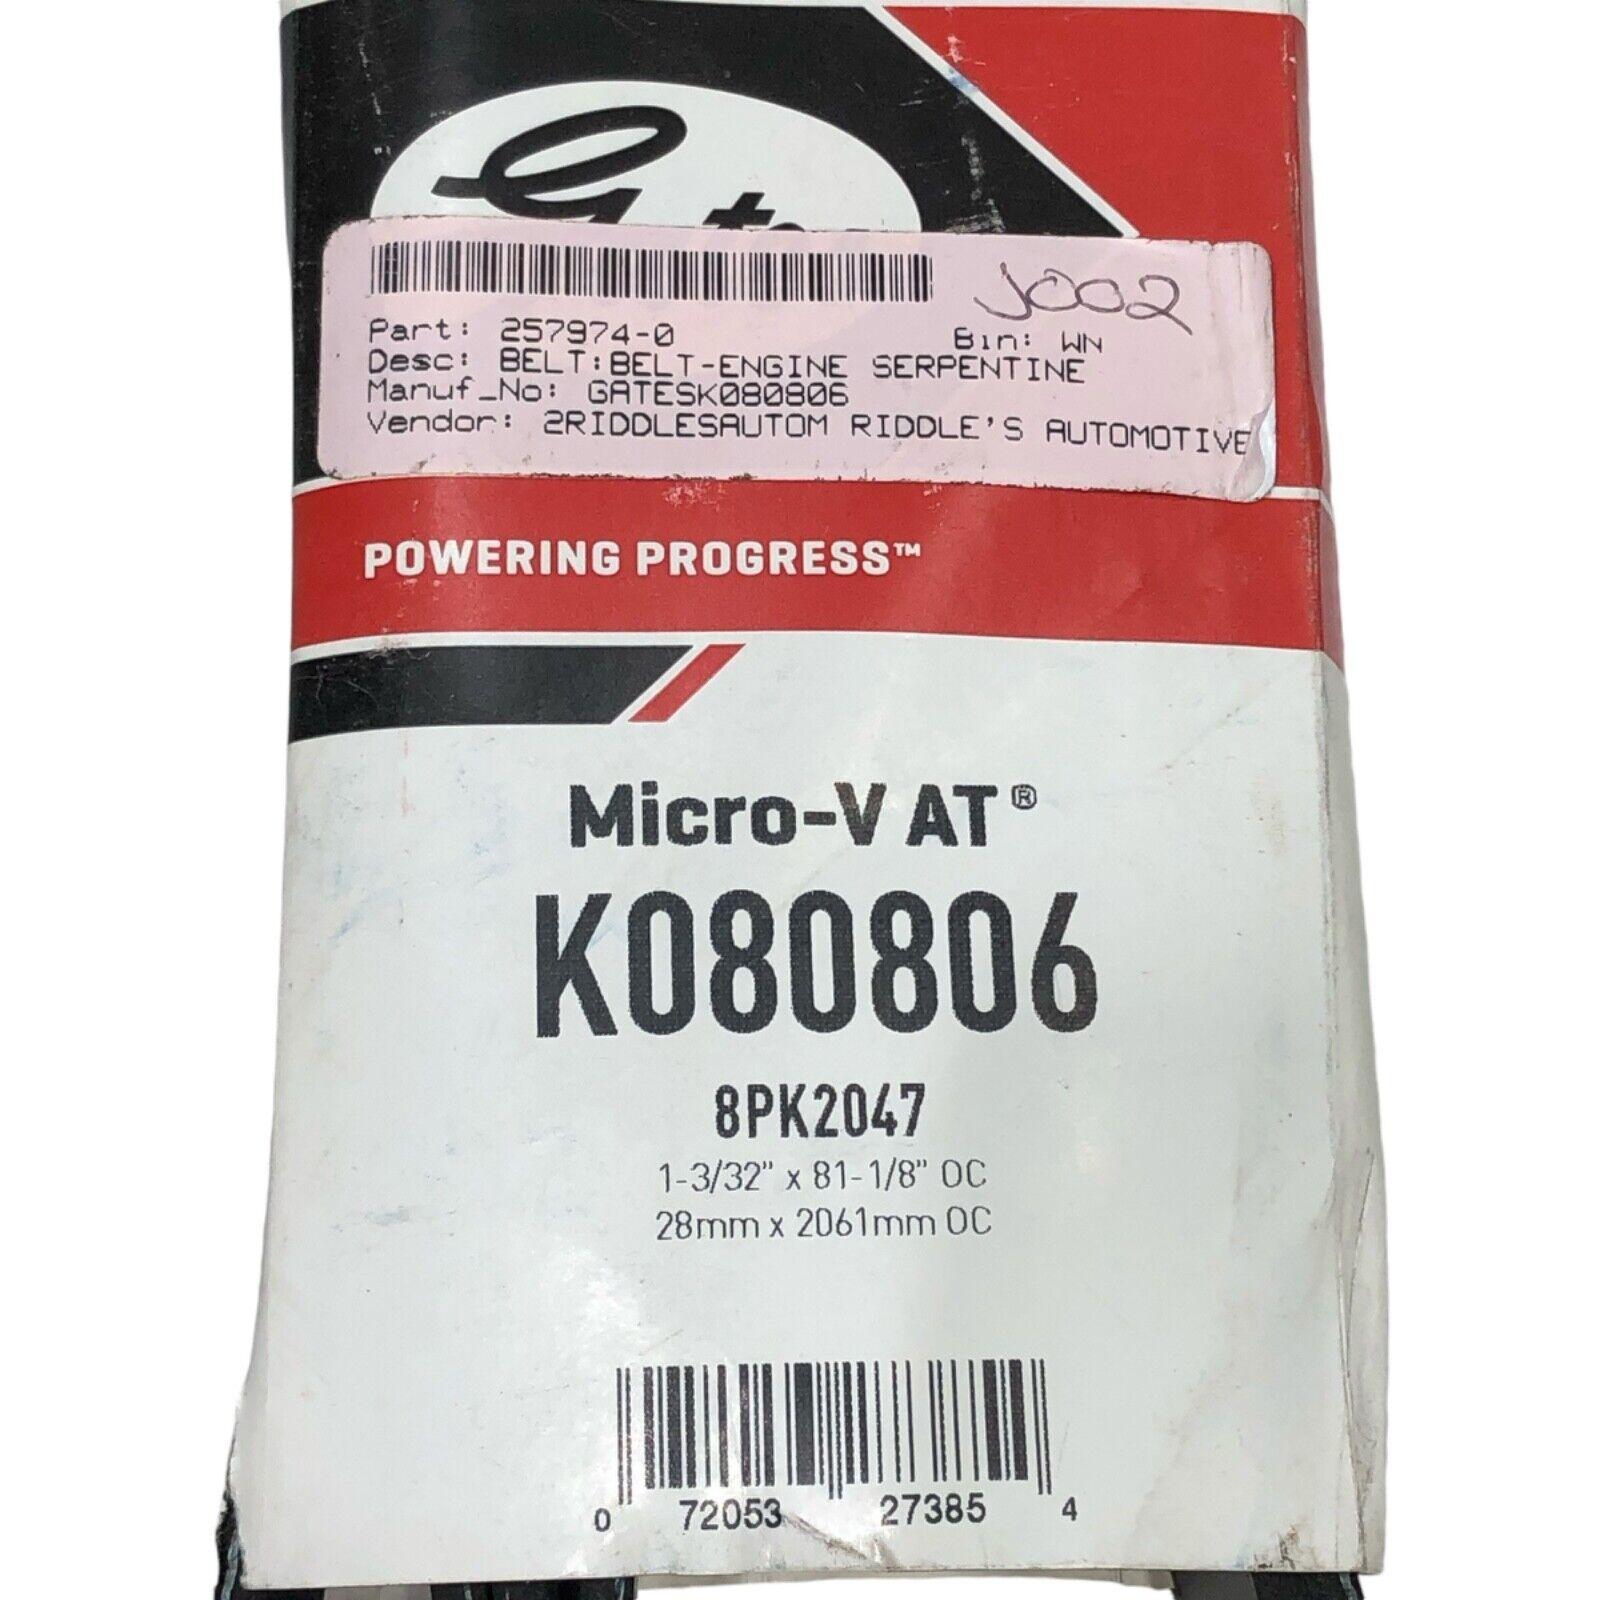 J002
Part: 257974-0 Bin: WN
Desc: BELT:BELT-ENGINE SERPENTINE
Manuf_No: GATESK080806
Vendor: 2RIDDLESAUTOM RIDDLE'S AUTOMOTIVE
POWERING PROGRESS™
Micro-V AT®
K080806
8PK2047
1-3/32" x 81-1/8" OC
28mm x 2061mm OC
0 72053 27385 4